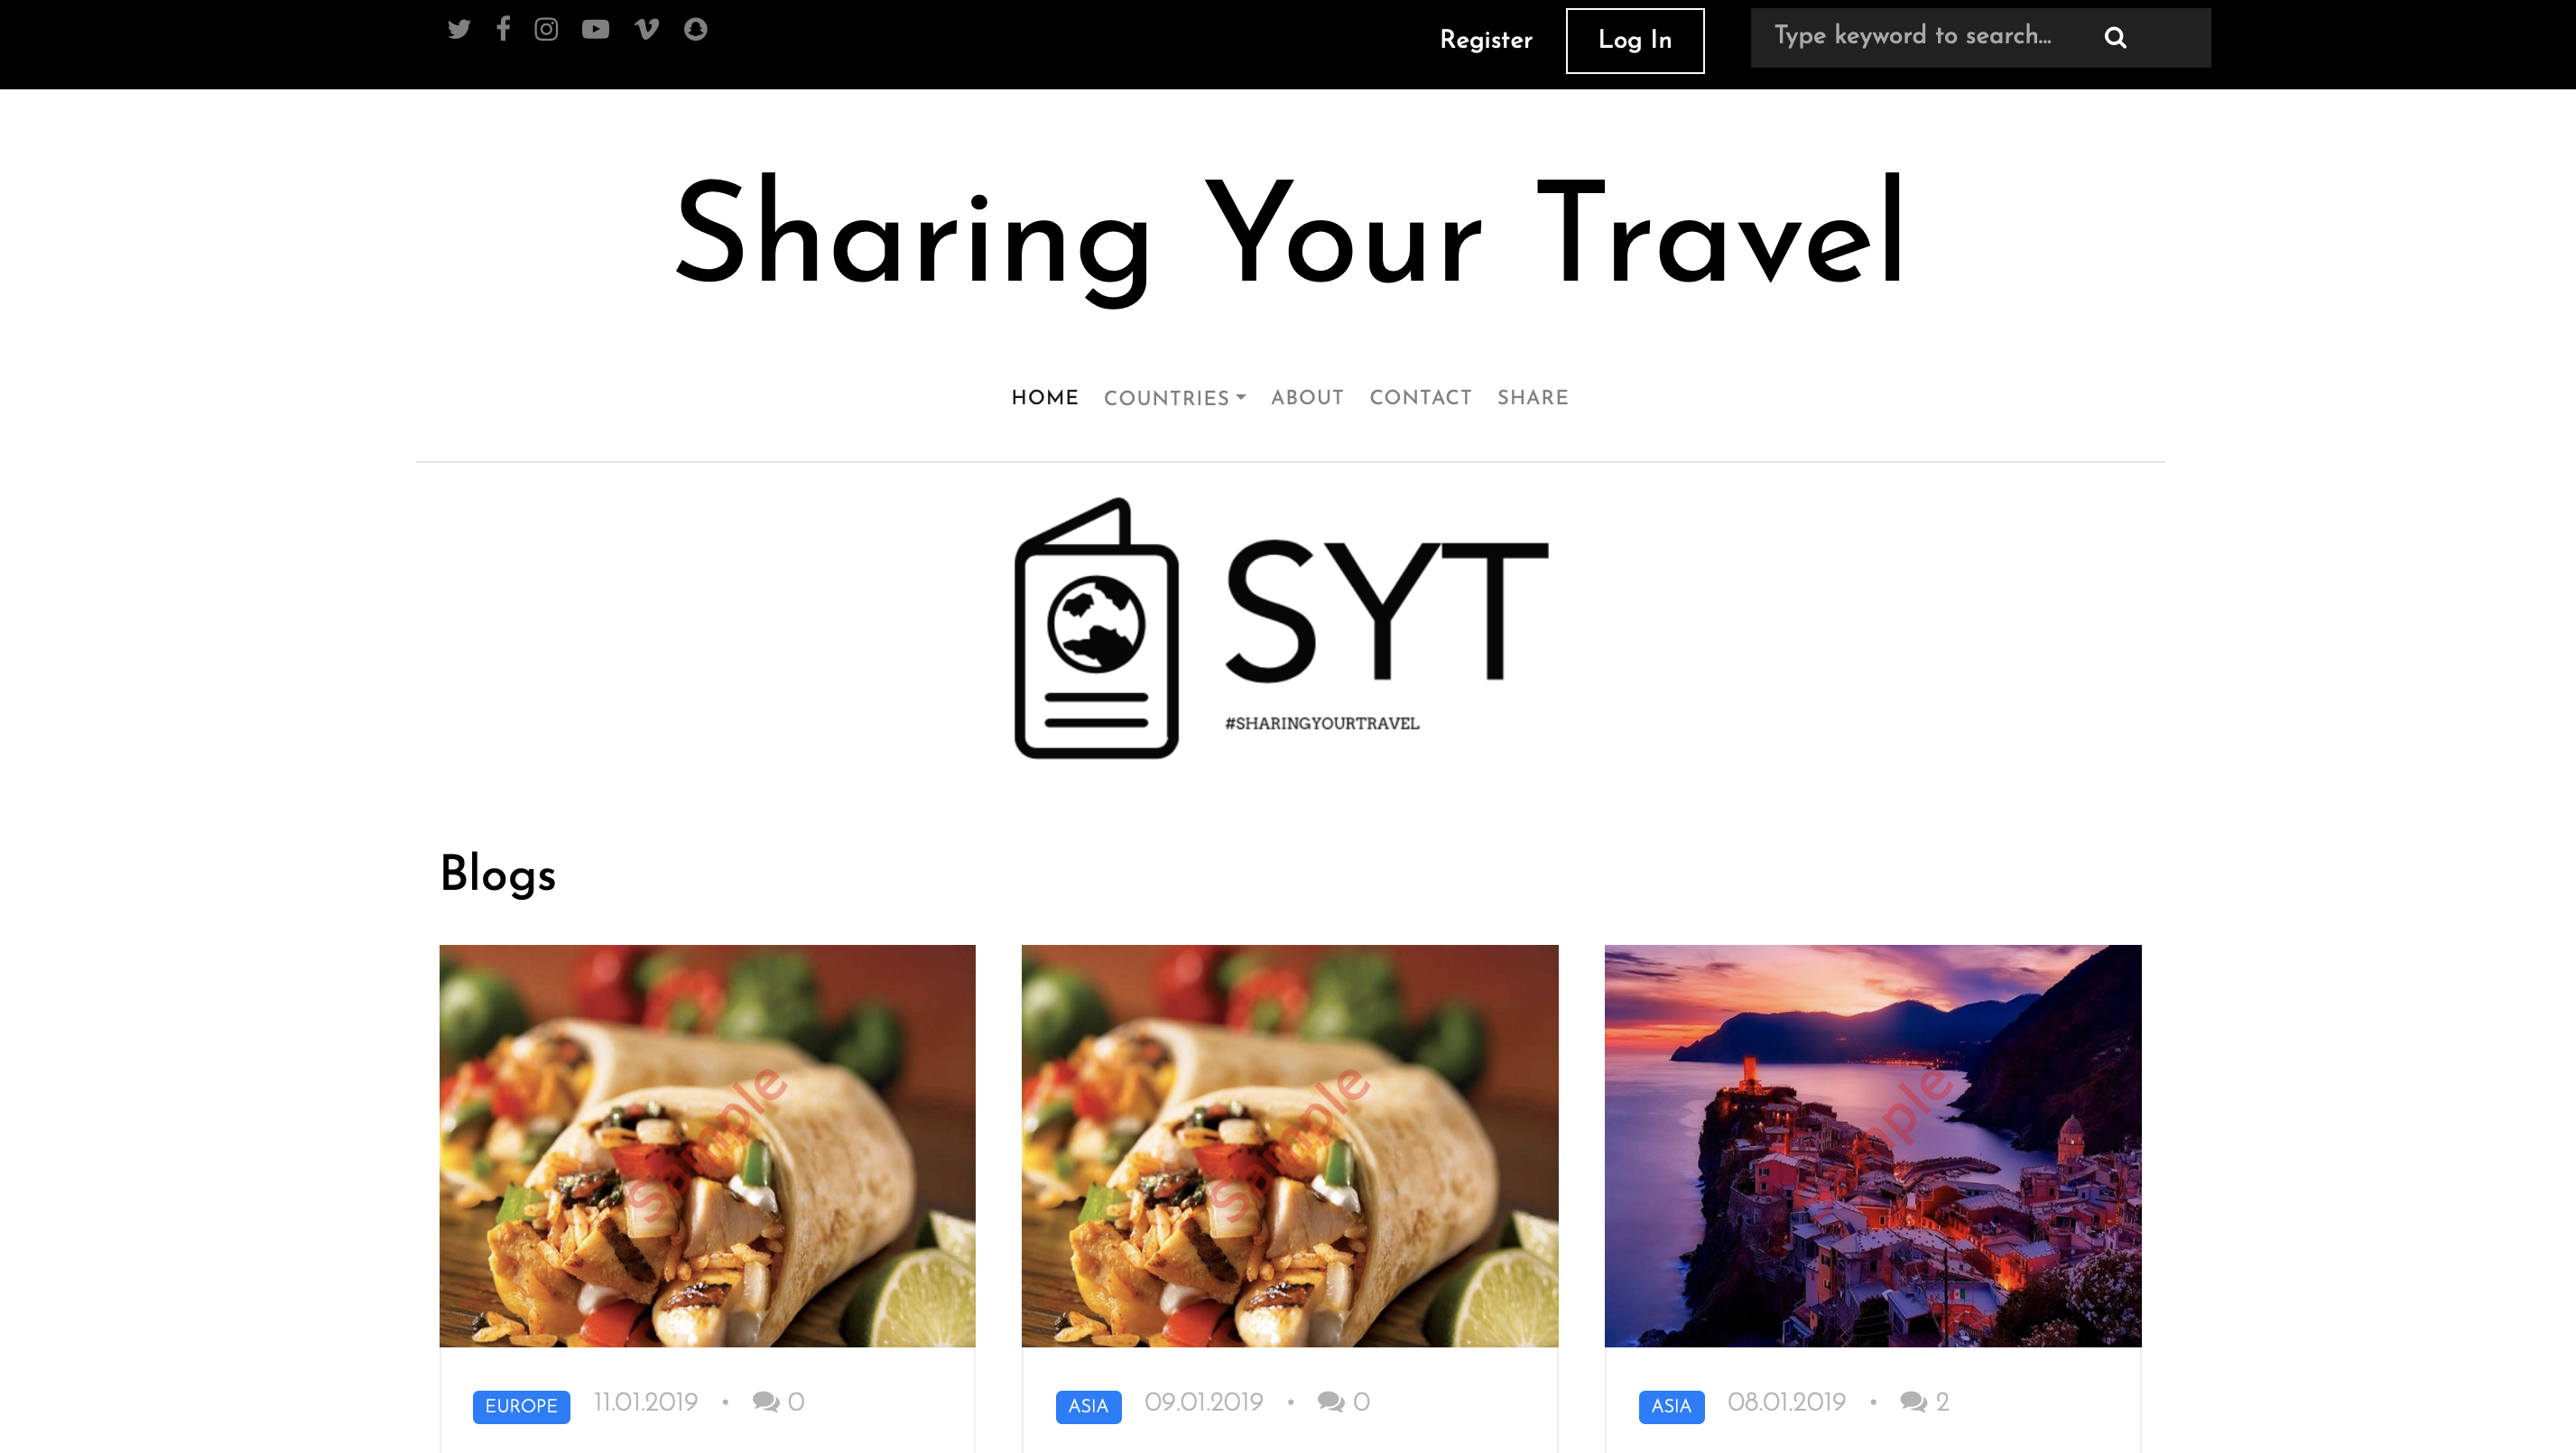 Register Log In Type keyword to search...
Sharing Your Travel
HOME COUNTRIES ABOUT CONTACT SHARE
SYT
#SHARINGYOURTRAVEL
Blogs
Sample
Sample
EUROPE 11.01.2019 • 0
ASIA 09.01.2019 • 0
ASIA 08.01.2019 • 2